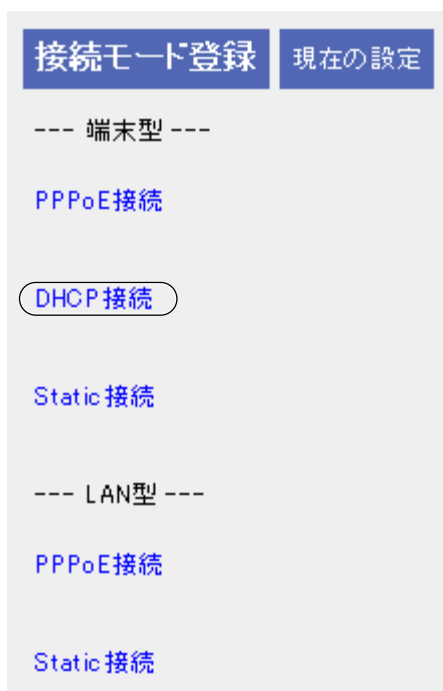 接続モード登録 現在の設定
--- 端末型 ---
PPPoE接続
DHCP接続
Static接続
--- LAN型 ---
PPPoE接続
Static接続